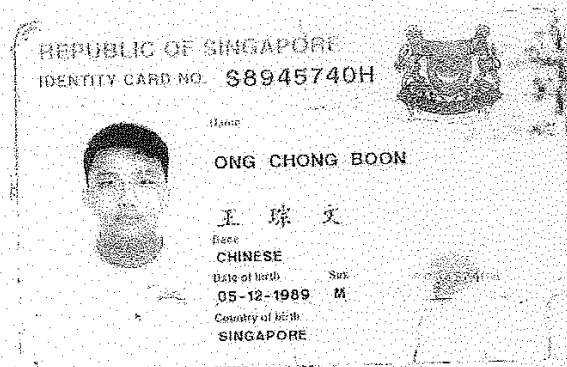 REPUBLIC OF SINGAPORE
IDENTITY CARD NO. S8945740H
Name
ONG CHONG BOON
王 琮 文
Race
CHINESE
Date of birth Sex
05-12-1989 M
Country of birth
SINGAPORE